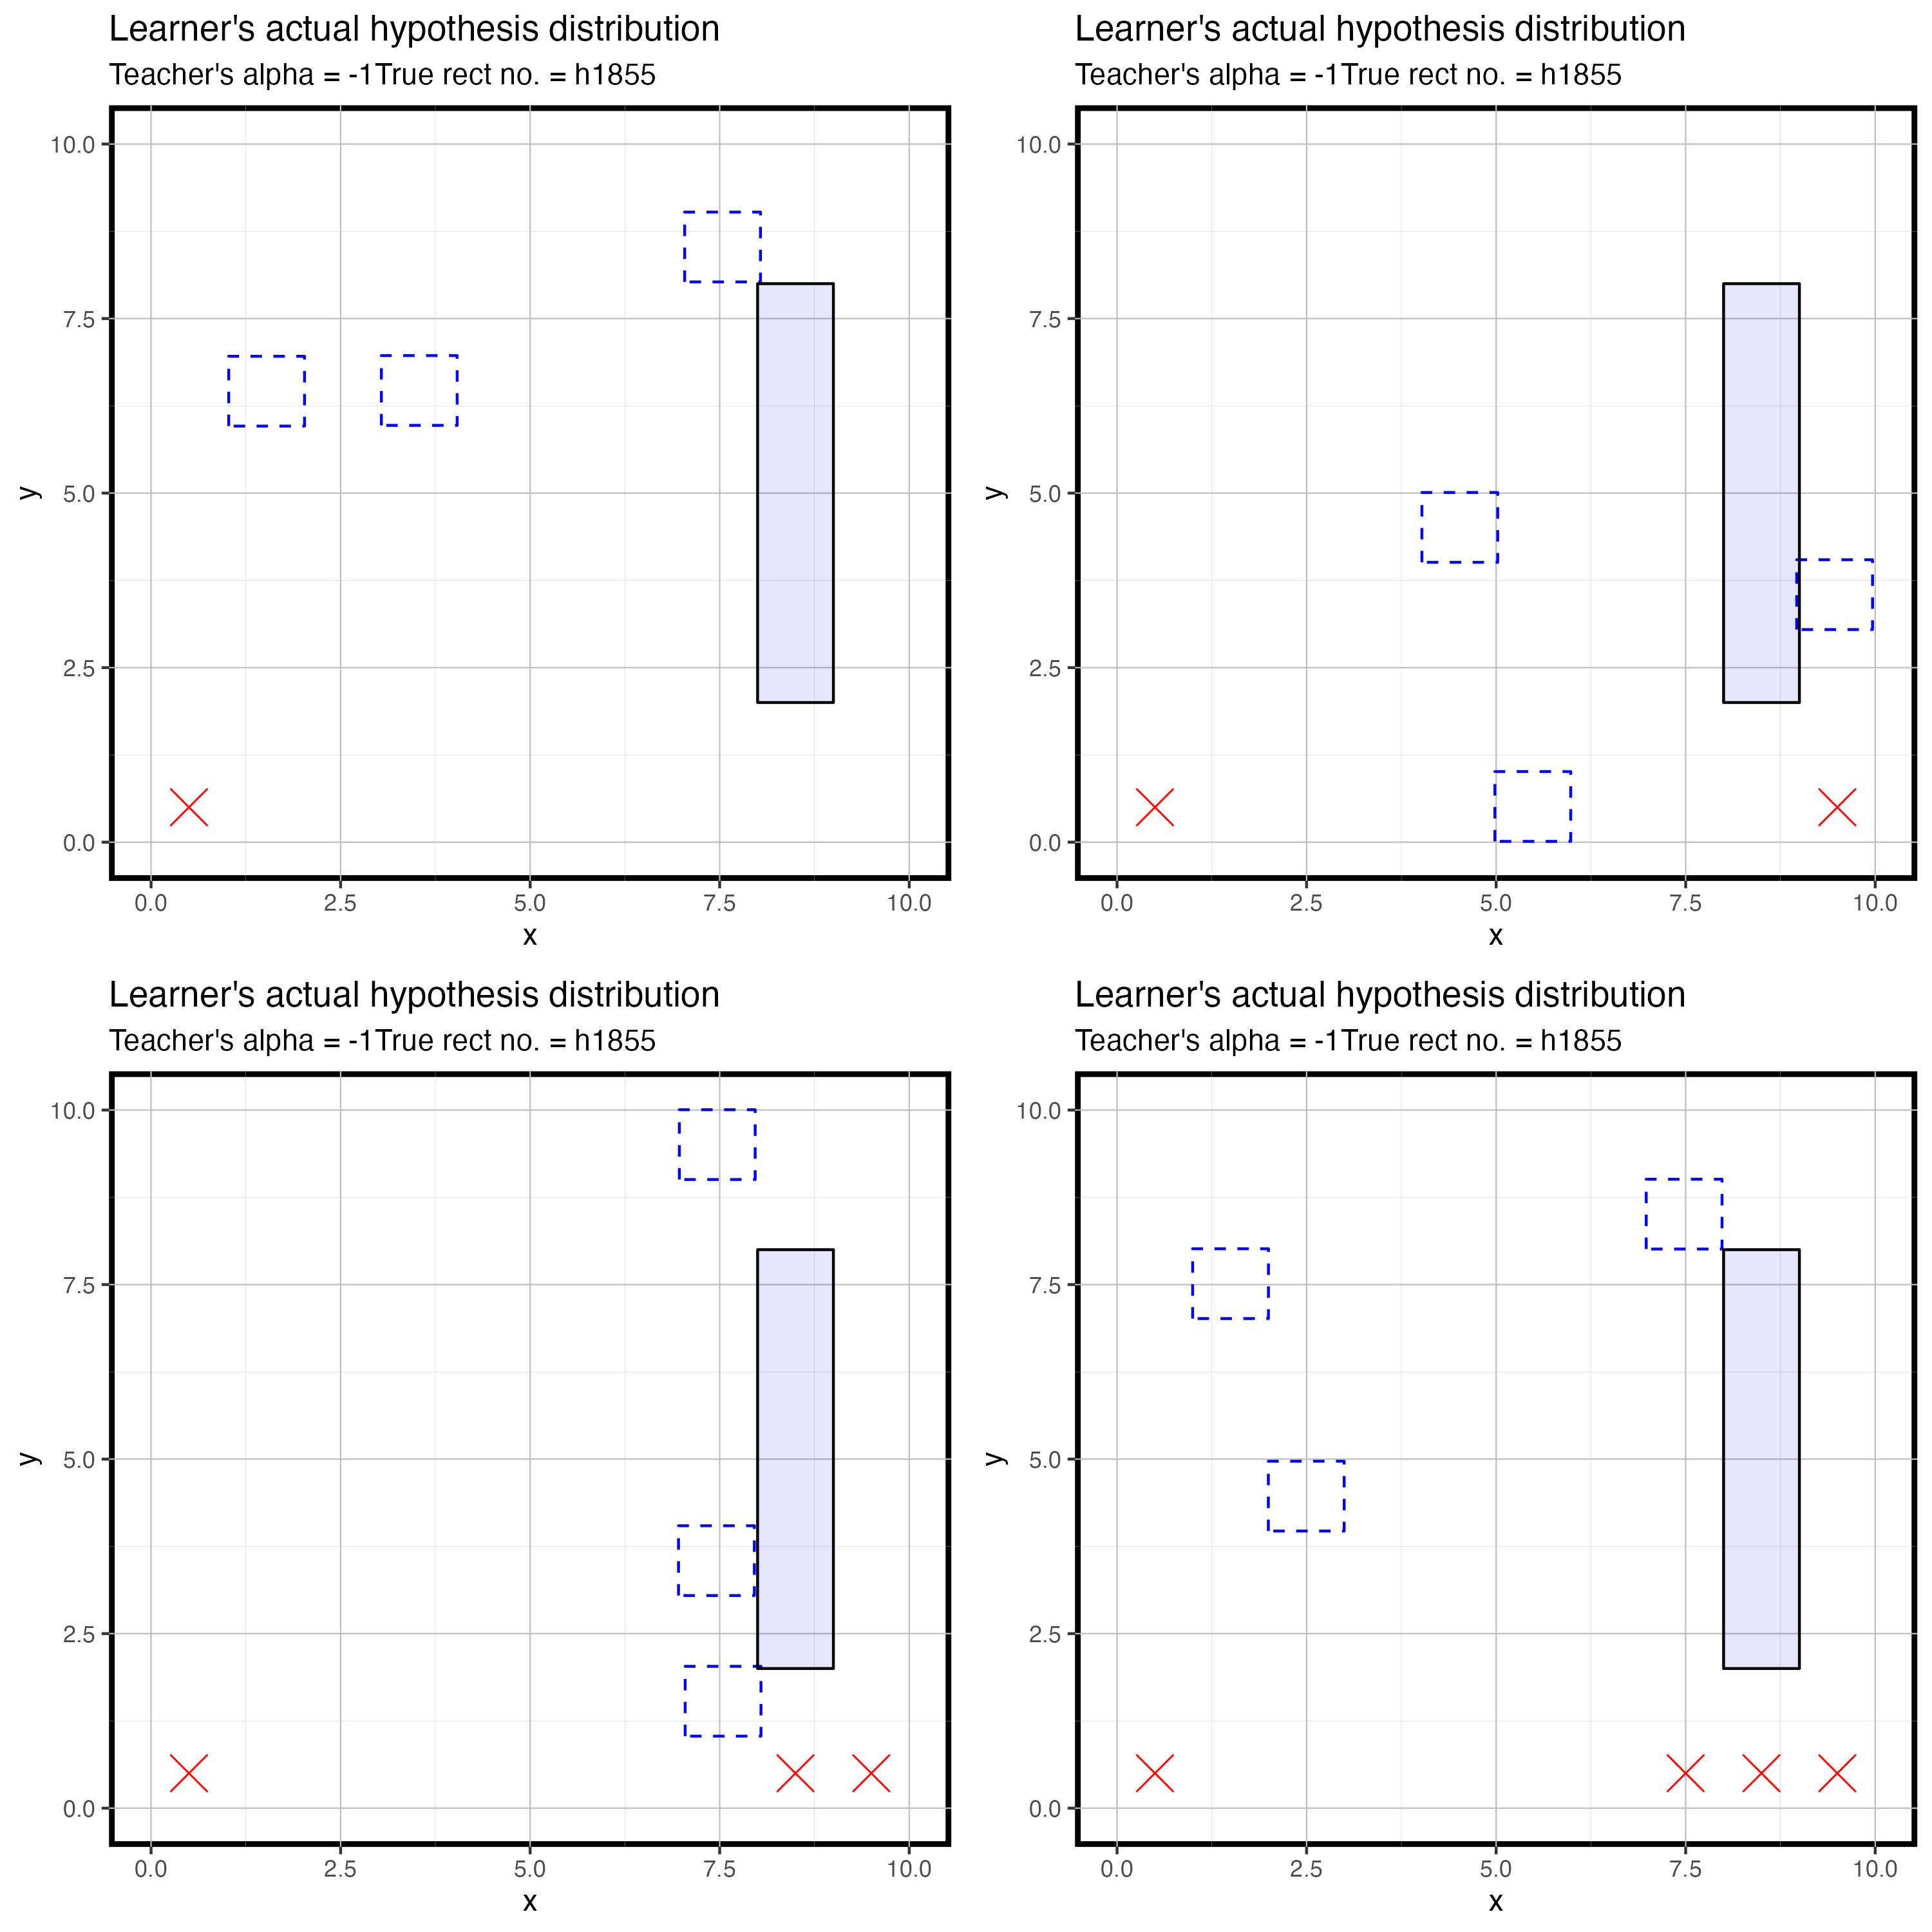 Learner's actual hypothesis distribution
Teacher's alpha = -1True rect no. = h1855
10.0
7.5
5.0
2.5
0.0
y
0.0 2.5 5.0 7.5 10.0
x
Learner's actual hypothesis distribution
Teacher's alpha = -1True rect no. = h1855
10.0
7.5
5.0
2.5
0.0
y
0.0 2.5 5.0 7.5 10.0
x
Learner's actual hypothesis distribution
Teacher's alpha = -1True rect no. = h1855
10.0
7.5
5.0
2.5
0.0
y
0.0 2.5 5.0 7.5 10.0
x
Learner's actual hypothesis distribution
Teacher's alpha = -1True rect no. = h1855
10.0
7.5
5.0
2.5
0.0
y
0.0 2.5 5.0 7.5 10.0
x